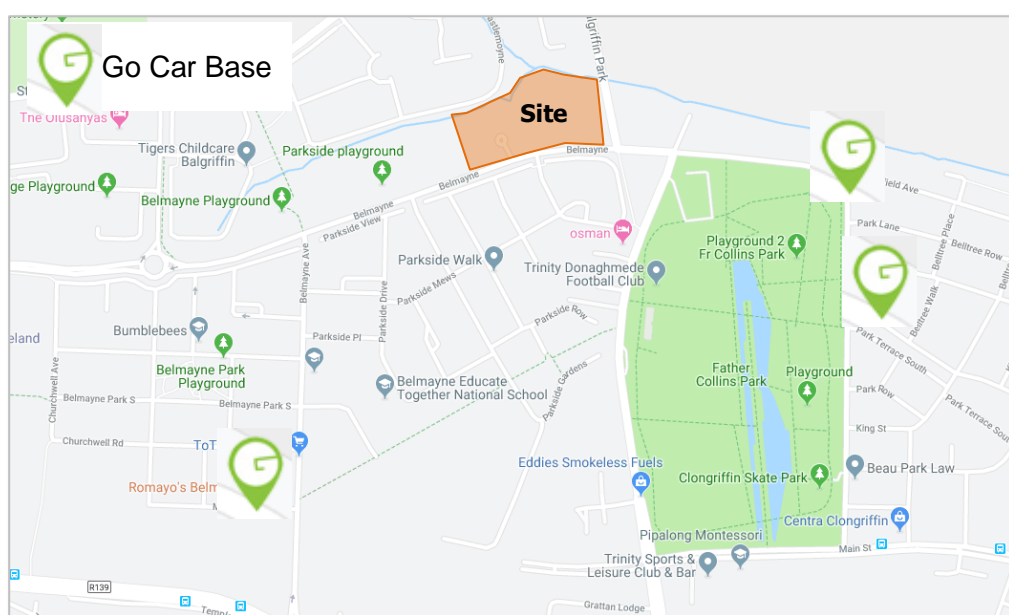 Go Car Base
The Olusanyas
Tigers Childcare
Balgriffin
Parkside playground
Playground
Belmayne Playground
Site
Balgriffin Park
Belmayne
Belmayne
Belmayne
Parkside View
Belmayne Ave
Parkside Walk
Parkside Mews
Parkside Drive
osman
Trinity Donaghmede
Football Club
Playground 2
Fr Collins Park
Park Lane
Belltree Place
Belltree Row
Belltree Walk
Bumblebees
Belmayne Park
Playground
Parkside Pl
Parkside Row
Parkside Gardens
Belmayne Educate
Together National School
Churchwell Ave
Belmayne Park S
Belmayne Park S
Churchwell Rd
Father
Collins Park
Playground
Park Terrace South
Park Row
Park Terrace South
King St
Eddies Smokeless Fuels
Clongriffin Skate Park
Beau Park Law
Centra Clongriffin
Pipalong Montessori
Main St
Trinity Sports &
Leisure Club & Bar
Grattan Lodge
R139